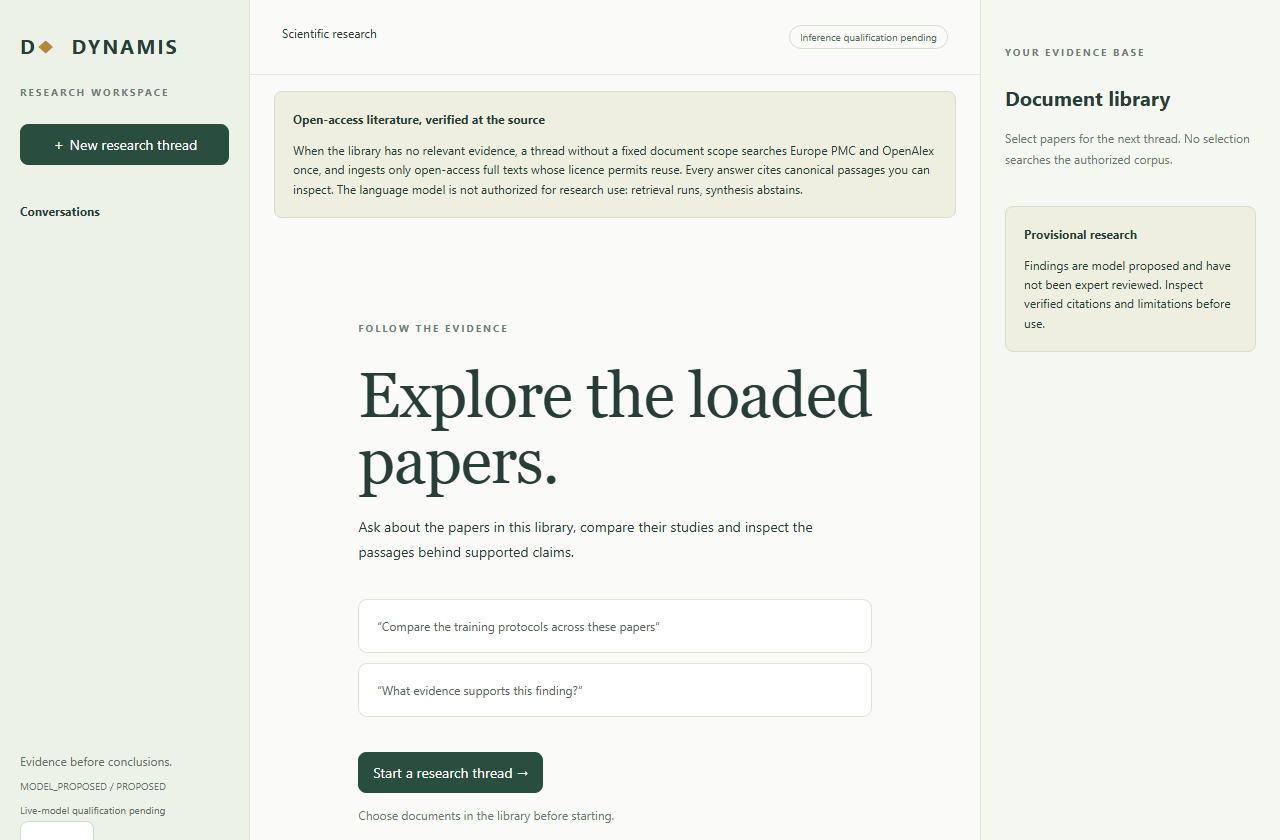 D◆ DYNAMIS
RESEARCH WORKSPACE
+ New research thread
Conversations
Evidence before conclusions.
MODEL_PROPOSED / PROPOSED
Live-model qualification pending
Scientific research
Inference qualification pending
Open-access literature, verified at the source
When the library has no relevant evidence, a thread without a fixed document scope searches Europe PMC and OpenAlex
once, and ingests only open-access full texts whose licence permits reuse. Every answer cites canonical passages you can
inspect. The language model is not authorized for research use: retrieval runs, synthesis abstains.
FOLLOW THE EVIDENCE
Explore the loaded
papers.
Ask about the papers in this library, compare their studies and inspect the
passages behind supported claims.
“Compare the training protocols across these papers”
“What evidence supports this finding?”
Start a research thread →
Choose documents in the library before starting.
YOUR EVIDENCE BASE
Document library
Select papers for the next thread. No selection
searches the authorized corpus.
Provisional research
Findings are model proposed and have
not been expert reviewed. Inspect
verified citations and limitations before
use.